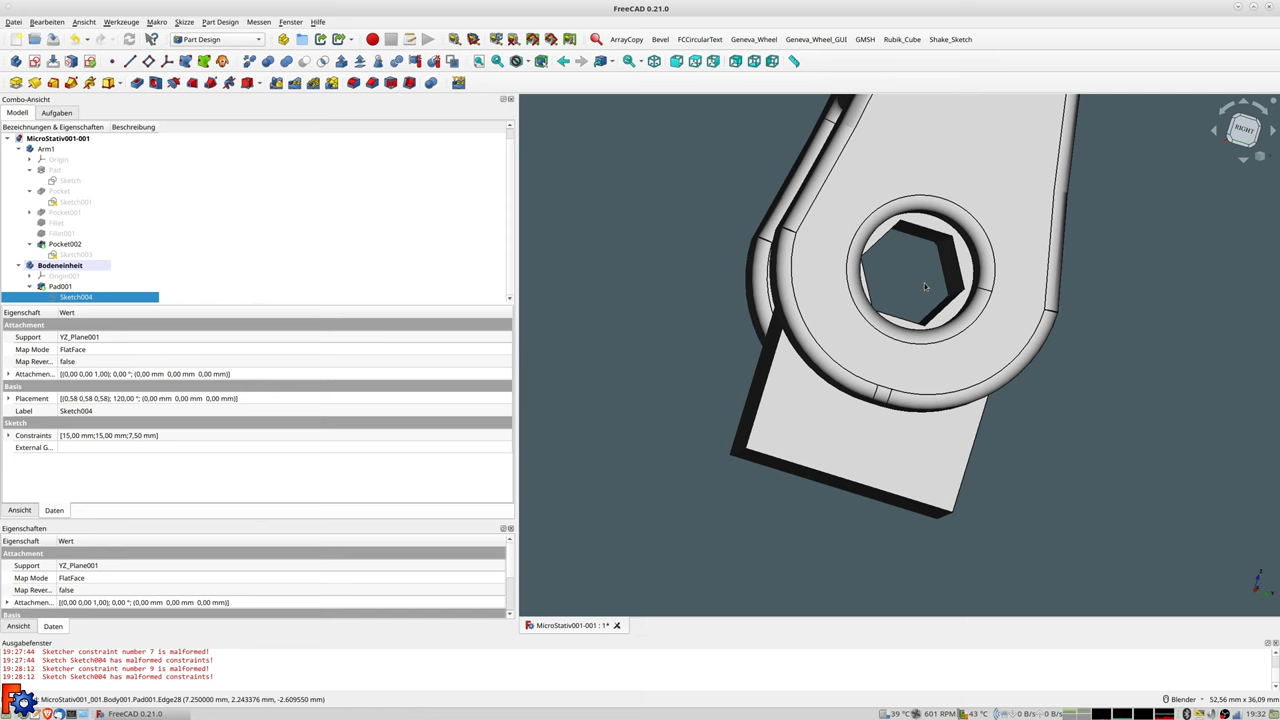 FreeCAD 0.21.0
Datei Bearbeiten Ansicht Werkzeuge Makro Skizze Part Design Messen Fenster Hilfe
Part Design ArrayCopy Bevel FCCircularText Geneva_Wheel Geneva_Wheel_GUI GMSH Rubik_Cube Shake_Sketch
Combo-Ansicht
Modell Aufgaben
Bezeichnungen & Eigenschaften Beschreibung
MicroStativ001-001
Arm1
Origin
Pad
Sketch
Pocket
Sketch001
Pocket001
Fillet
Fillet001
Pocket002
Sketch003
Bodeneinheit
Origin001
Pad001
Sketch004
RIGHT
Eigenschaft Wert
Attachment
Support YZ_Plane001
Map Mode FlatFace
Map Rever... false
Attachmen... [(0,00 0,00 1,00); 0,00 °; (0,00 mm 0,00 mm 0,00 mm)]
Basis
Placement [(0,58 0,58 0,58); 120,00 °; (0,00 mm 0,00 mm 0,00 mm)]
Label Sketch004
Sketch
Constraints [15,00 mm;15,00 mm;7,50 mm]
External G...
Ansicht Daten
Eigenschaften
Eigenschaft Wert
Attachment
Support YZ_Plane001
Map Mode FlatFace
Map Rever... false
Attachmen... [(0,00 0,00 1,00); 0,00 °; (0,00 mm 0,00 mm 0,00 mm)]
Basis
Ansicht Daten
MicroStativ001-001 : 1*
Ausgabefenster
19:27:44 Sketcher constraint number 7 is malformed!
19:27:44 Sketch Sketch004 has malformed constraints!
19:28:12 Sketcher constraint number 9 is malformed!
19:28:12 Sketch Sketch004 has malformed constraints!
MicroStativ001_001.Body001.Pad001.Edge28 (7.250000 mm, 2.243376 mm, -2.609550 mm)
Blender 52,56 mm x 36,09 mm
FreeCAD 0.21.0
39 °C 601 RPM 43 °C 0 B/s 0 B/s 19:32